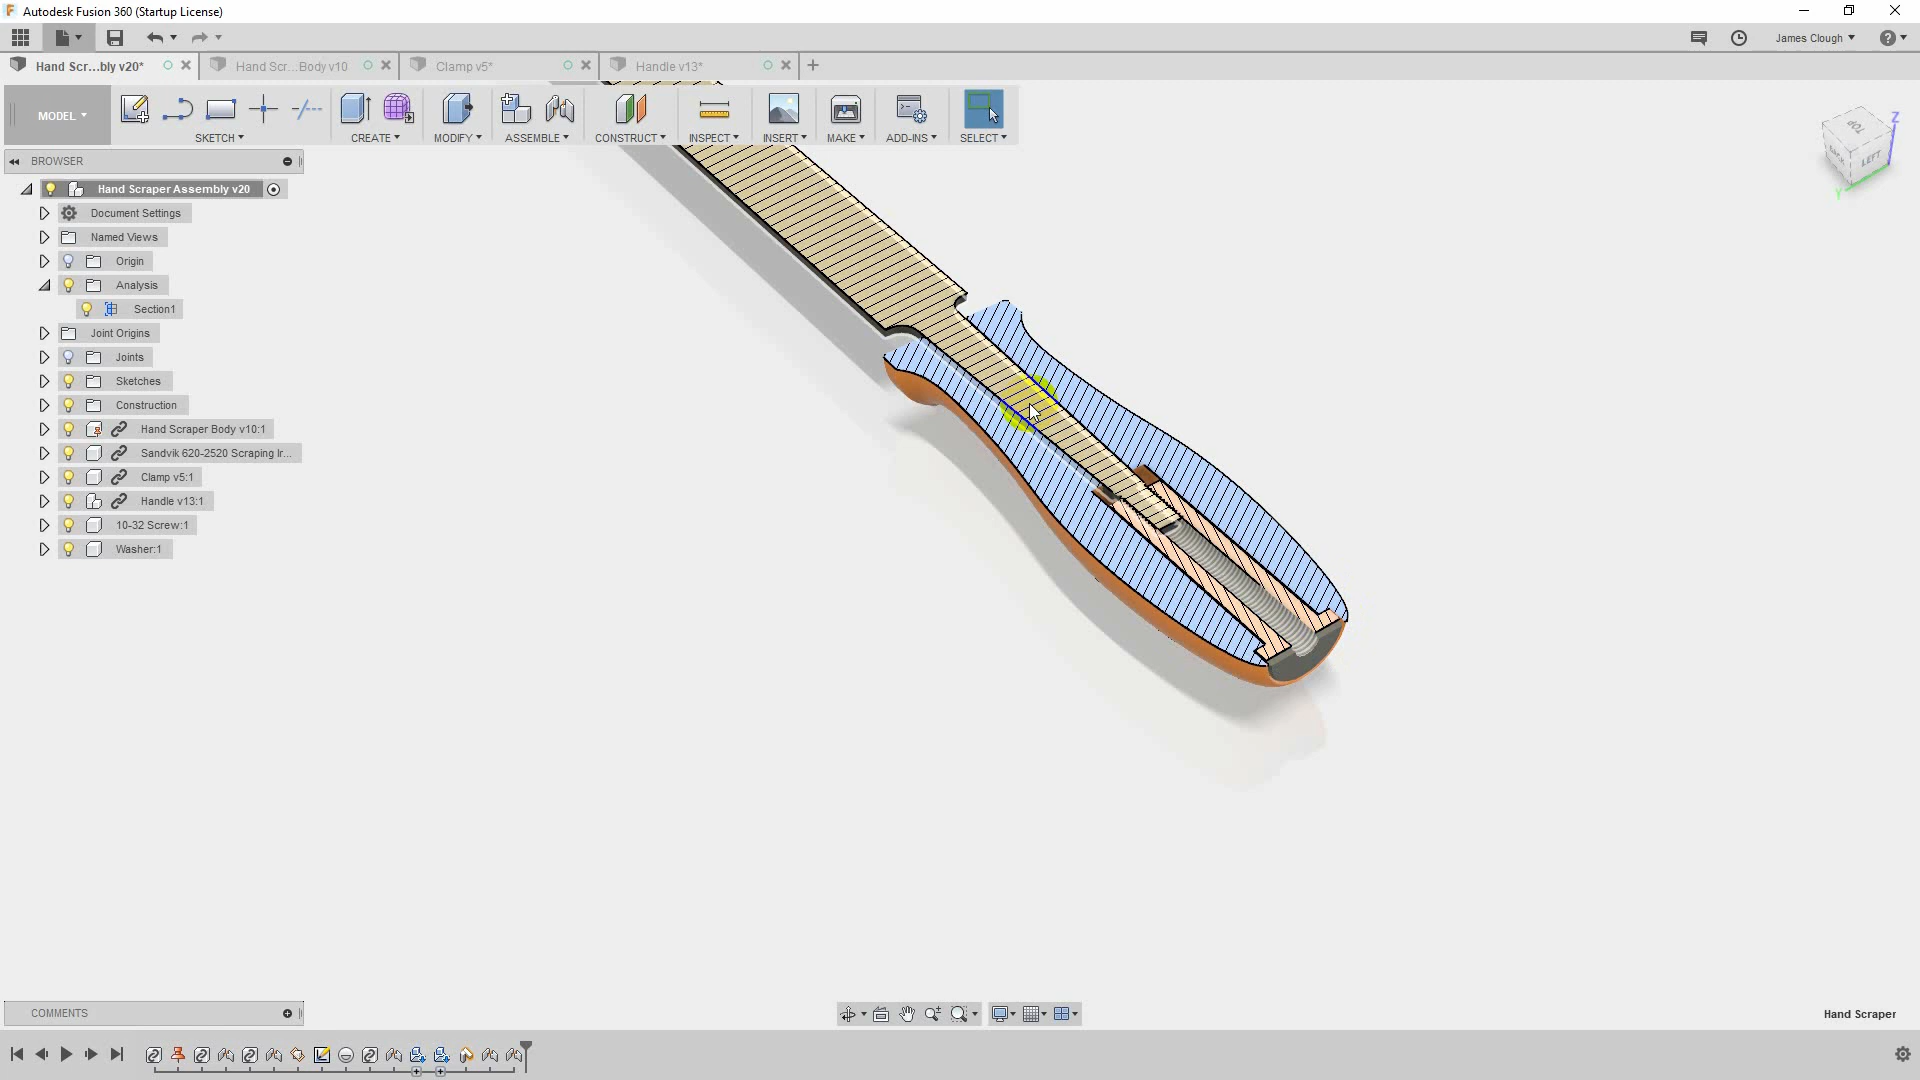 Autodesk Fusion 360 (Startup License)
James Clough
Hand Scr...bly v20*
Hand Scr...Body v10
Clamp v5*
Handle v13*
MODEL
SKETCH
CREATE
MODIFY
ASSEMBLE
CONSTRUCT
INSPECT
INSERT
MAKE
ADD-INS
SELECT
TOP
BACK
LEFT
Z
Y
BROWSER
Hand Scraper Assembly v20
Document Settings
Named Views
Origin
Analysis
Section1
Joint Origins
Joints
Sketches
Construction
Hand Scraper Body v10:1
Sandvik 620-2520 Scraping Ir...
Clamp v5:1
Handle v13:1
10-32 Screw:1
Washer:1
COMMENTS
Hand Scraper